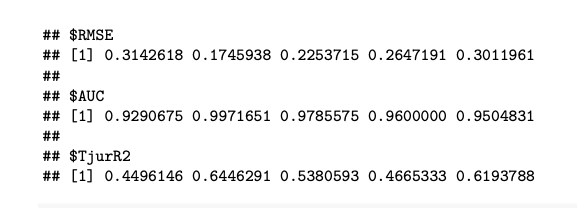 ## $RMSE
## [1] 0.3142618 0.1745938 0.2253715 0.2647191 0.3011961
##
## $AUC
## [1] 0.9290675 0.9971651 0.9785575 0.9600000 0.9504831
##
## $TjurR2
## [1] 0.4496146 0.6446291 0.5380593 0.4665333 0.6193788